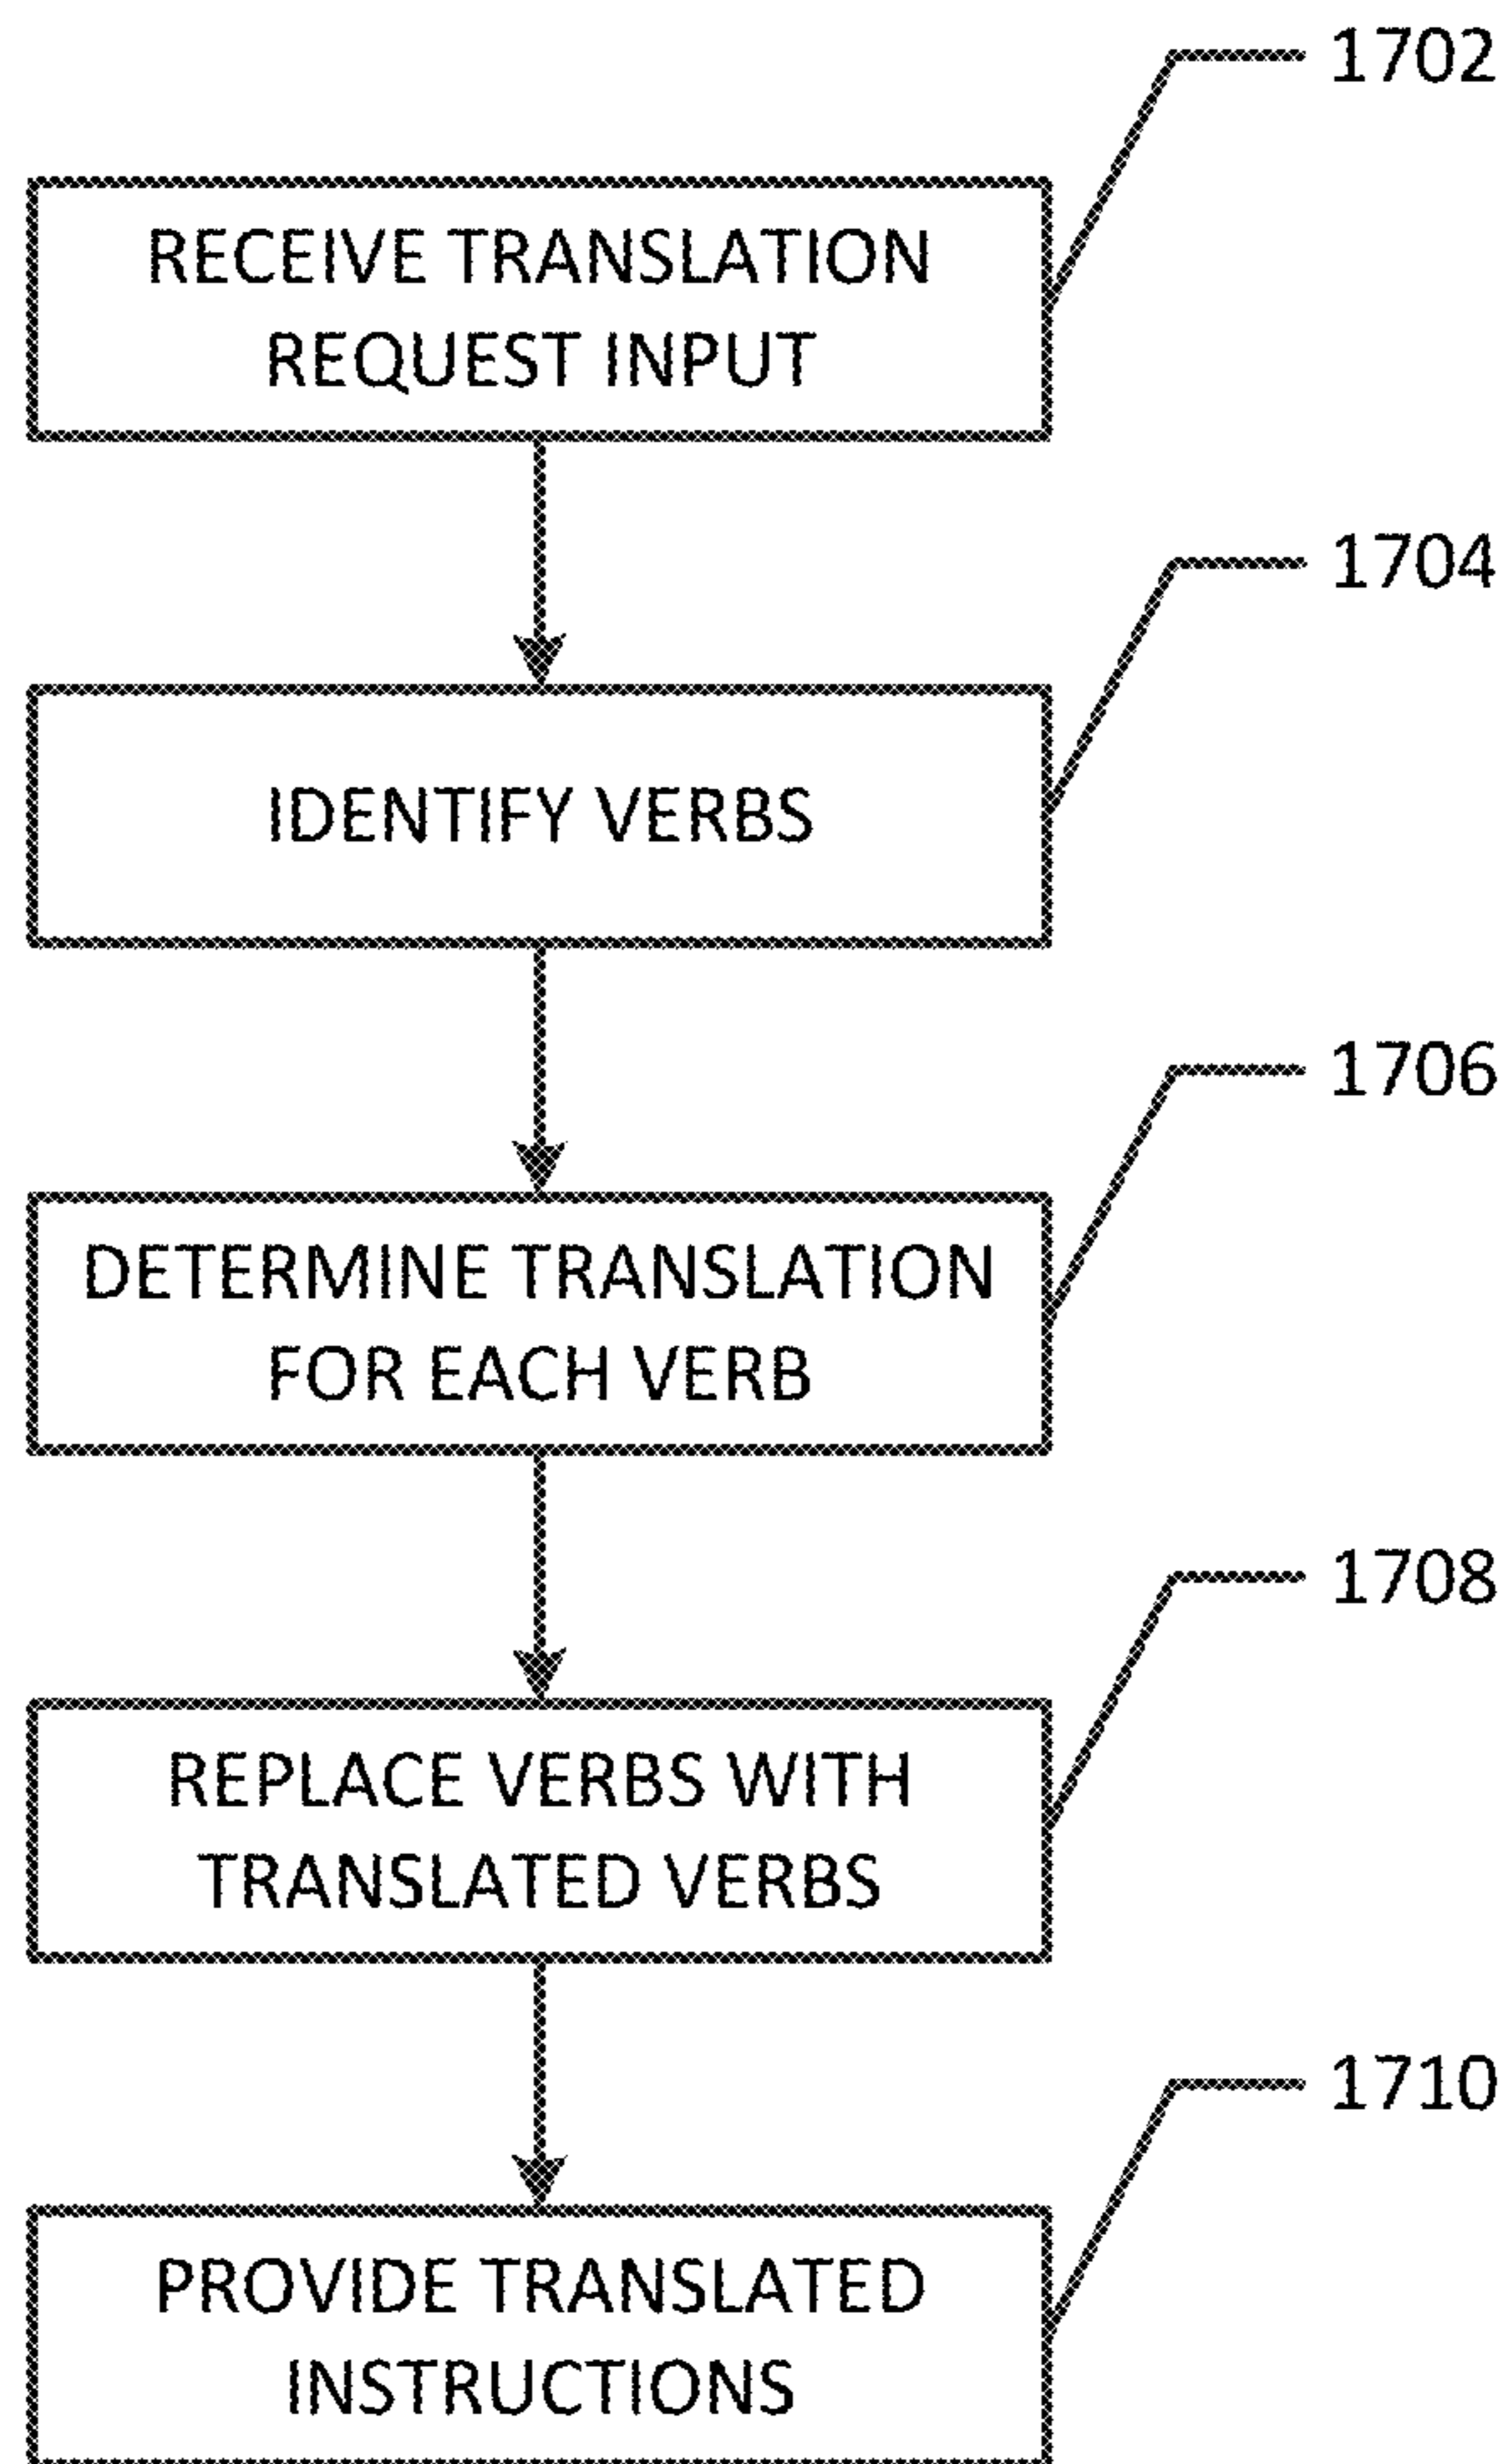 1702
RECEIVE TRANSLATION
REQUEST INPUT
1704
IDENTIFY VERBS
1706
DETERMINE TRANSLATION
FOR EACH VERB
1708
REPLACE VERBS WITH
TRANSLATED VERBS
1710
PROVIDE TRANSLATED
INSTRUCTIONS